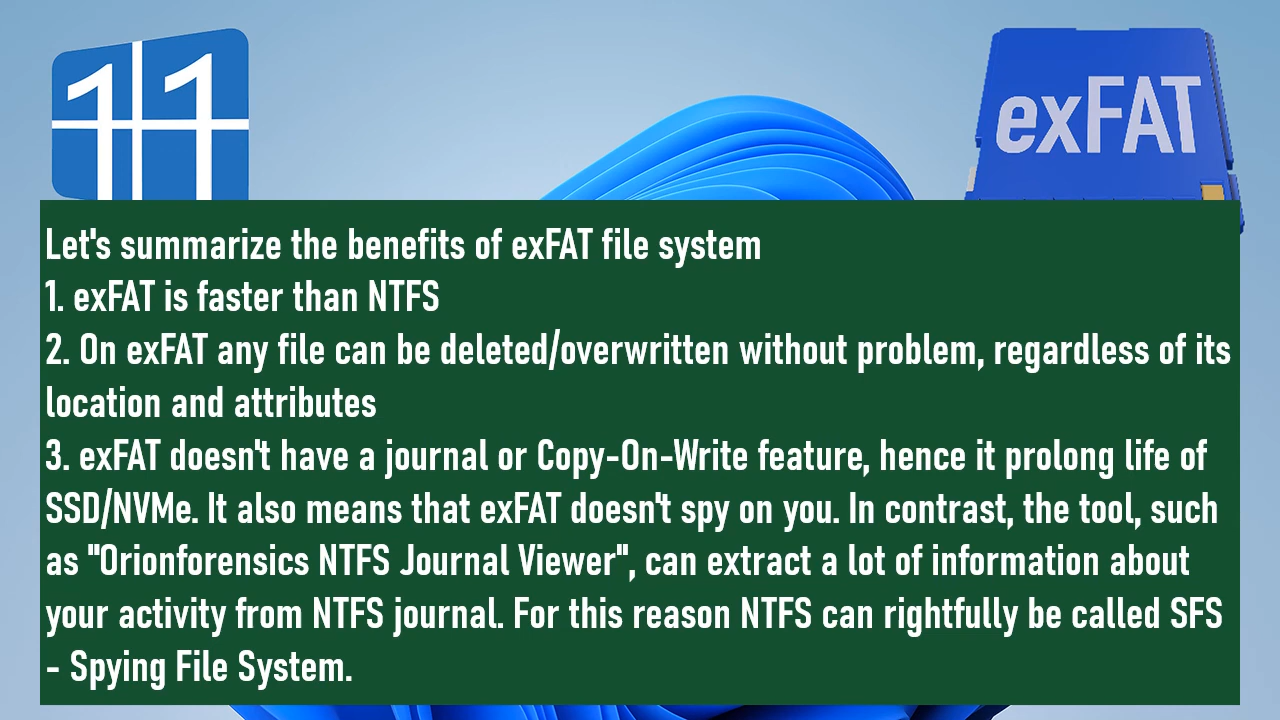 11
exFAT
Let's summarize the benefits of exFAT file system
1. exFAT is faster than NTFS
2. On exFAT any file can be deleted/overwritten without problem, regardless of its
location and attributes
3. exFAT doesn't have a journal or Copy-On-Write feature, hence it prolong life of
SSD/NVMe. It also means that exFAT doesn't spy on you. In contrast, the tool, such
as "Orionforensics NTFS Journal Viewer", can extract a lot of information about
your activity from NTFS journal. For this reason NTFS can rightfully be called SFS
- Spying File System.